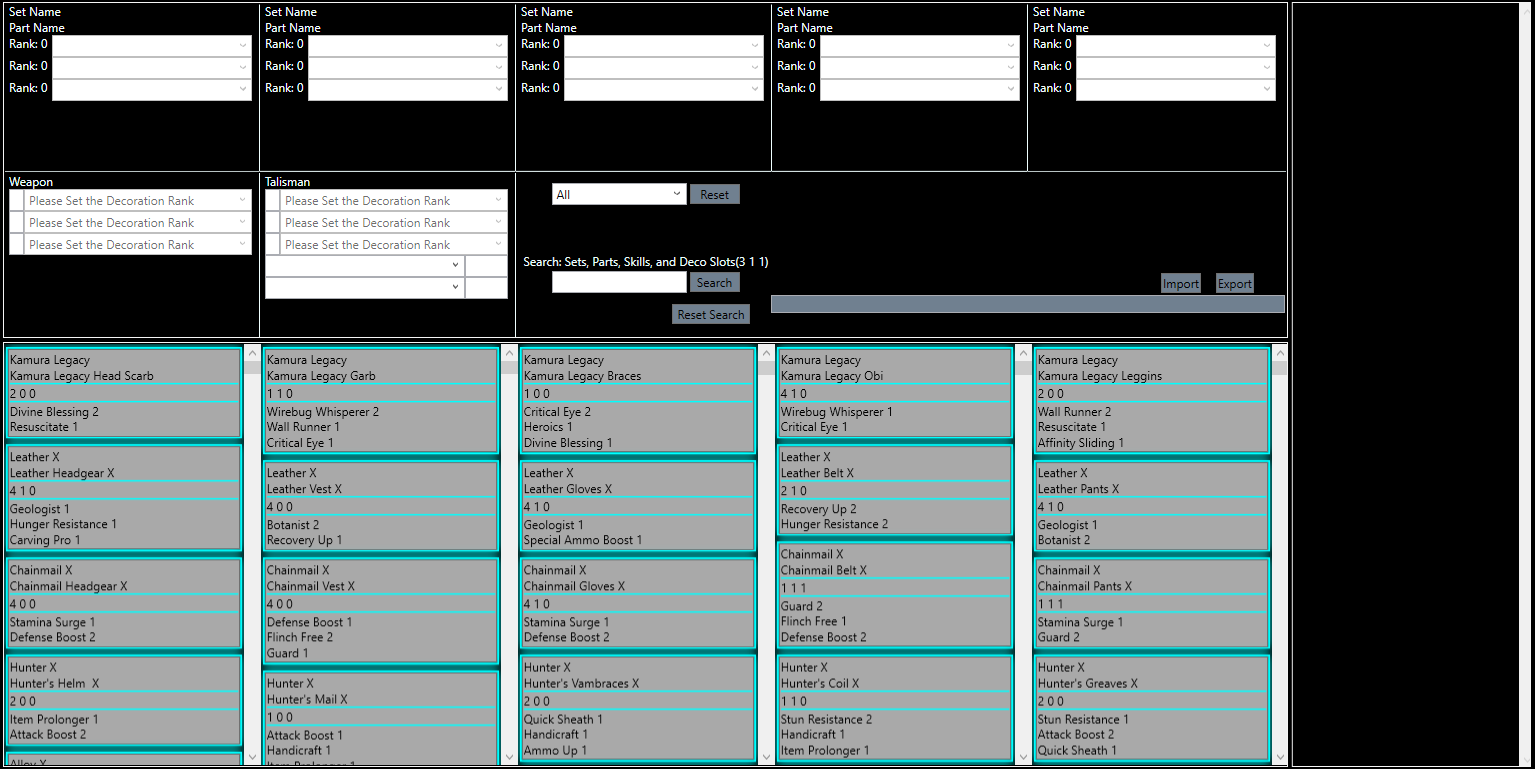 Set Name
Part Name
Rank: 0
Rank: 0
Rank: 0
Set Name
Part Name
Rank: 0
Rank: 0
Rank: 0
Set Name
Part Name
Rank: 0
Rank: 0
Rank: 0
Set Name
Part Name
Rank: 0
Rank: 0
Rank: 0
Set Name
Part Name
Rank: 0
Rank: 0
Rank: 0
Weapon
Please Set the Decoration Rank
Please Set the Decoration Rank
Please Set the Decoration Rank
Talisman
Please Set the Decoration Rank
Please Set the Decoration Rank
Please Set the Decoration Rank
All
Reset
Search: Sets, Parts, Skills, and Deco Slots(3 1 1)
Search
Reset Search
Import
Export
Kamura Legacy
Kamura Legacy Head Scarb
2 0 0
Divine Blessing 2
Resuscitate 1
Leather X
Leather Headgear X
4 1 0
Geologist 1
Hunger Resistance 1
Carving Pro 1
Chainmail X
Chainmail Headgear X
4 0 0
Stamina Surge 1
Defense Boost 2
Hunter X
Hunter's Helm  X
2 0 0
Item Prolonger 1
Attack Boost 2
Alloy X
Kamura Legacy
Kamura Legacy Garb
1 1 0
Wirebug Whisperer 2
Wall Runner 1
Critical Eye 1
Leather X
Leather Vest X
4 0 0
Botanist 2
Recovery Up 1
Chainmail X
Chainmail Vest X
4 0 0
Defense Boost 1
Flinch Free 2
Guard 1
Hunter X
Hunter's Mail X
1 0 0
Attack Boost 1
Handicraft 1
Item Prolonger 1
Kamura Legacy
Kamura Legacy Braces
1 0 0
Critical Eye 2
Heroics 1
Divine Blessing 1
Leather X
Leather Gloves X
4 1 0
Geologist 1
Special Ammo Boost 1
Chainmail X
Chainmail Gloves X
4 1 0
Stamina Surge 1
Defense Boost 2
Hunter X
Hunter's Vambraces X
2 0 0
Quick Sheath 1
Handicraft 1
Ammo Up 1
Kamura Legacy
Kamura Legacy Obi
4 1 0
Wirebug Whisperer 1
Critical Eye 1
Leather X
Leather Belt X
2 1 0
Recovery Up 2
Hunger Resistance 2
Chainmail X
Chainmail Belt X
1 1 1
Guard 2
Flinch Free 1
Defense Boost 2
Hunter X
Hunter's Coil X
1 1 0
Stun Resistance 2
Handicraft 1
Item Prolonger 1
Kamura Legacy
Kamura Legacy Leggins
2 0 0
Wall Runner 2
Resuscitate 1
Affinity Sliding 1
Leather X
Leather Pants X
4 1 0
Geologist 1
Botanist 2
Chainmail X
Chainmail Pants X
1 1 1
Stamina Surge 1
Guard 2
Hunter X
Hunter's Greaves X
2 0 0
Stun Resistance 1
Attack Boost 2
Quick Sheath 1